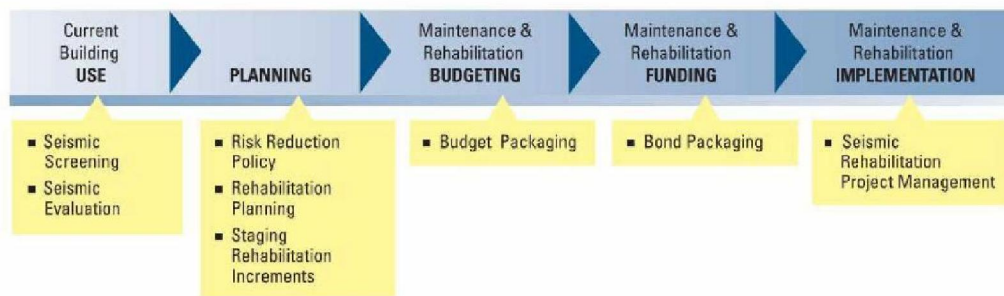 Current
Building
USE
PLANNING
Maintenance &
Rehabilitation
BUDGETING
Maintenance &
Rehabilitation
FUNDING
Maintenance &
Rehabilitation
IMPLEMENTATION
▪ Seismic
Screening
▪ Seismic
Evaluation
▪ Risk Reduction
Policy
▪ Rehabilitation
Planning
▪ Staging
Rehabilitation
Increments
▪ Budget Packaging
▪ Bond Packaging
▪ Seismic
Rehabilitation
Project Management